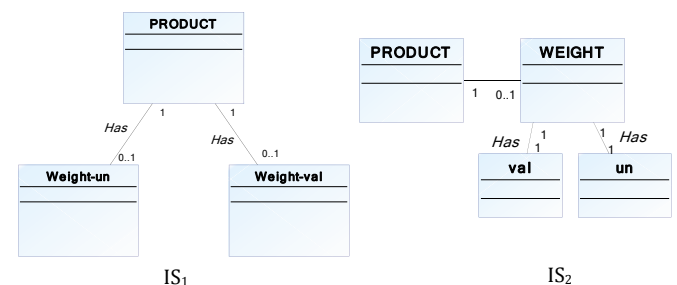 PRODUCT
1
1
Has
Has
0..1
0..1
Weight-un
Weight-val
IS₁
PRODUCT
WEIGHT
1
0..1
Has
1
1
1
1
Has
val
un
IS₂